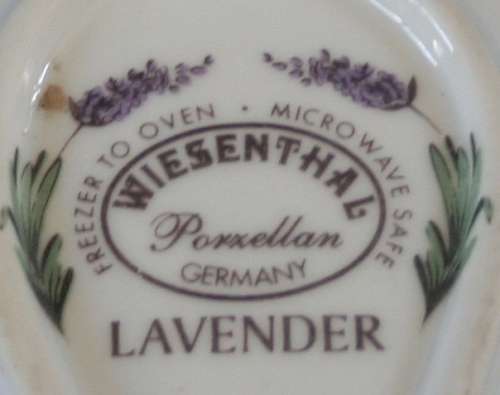 FREEZER TO OVEN · MICROWAVE SAFE
WIESENTHAL
Porzellan
GERMANY
LAVENDER